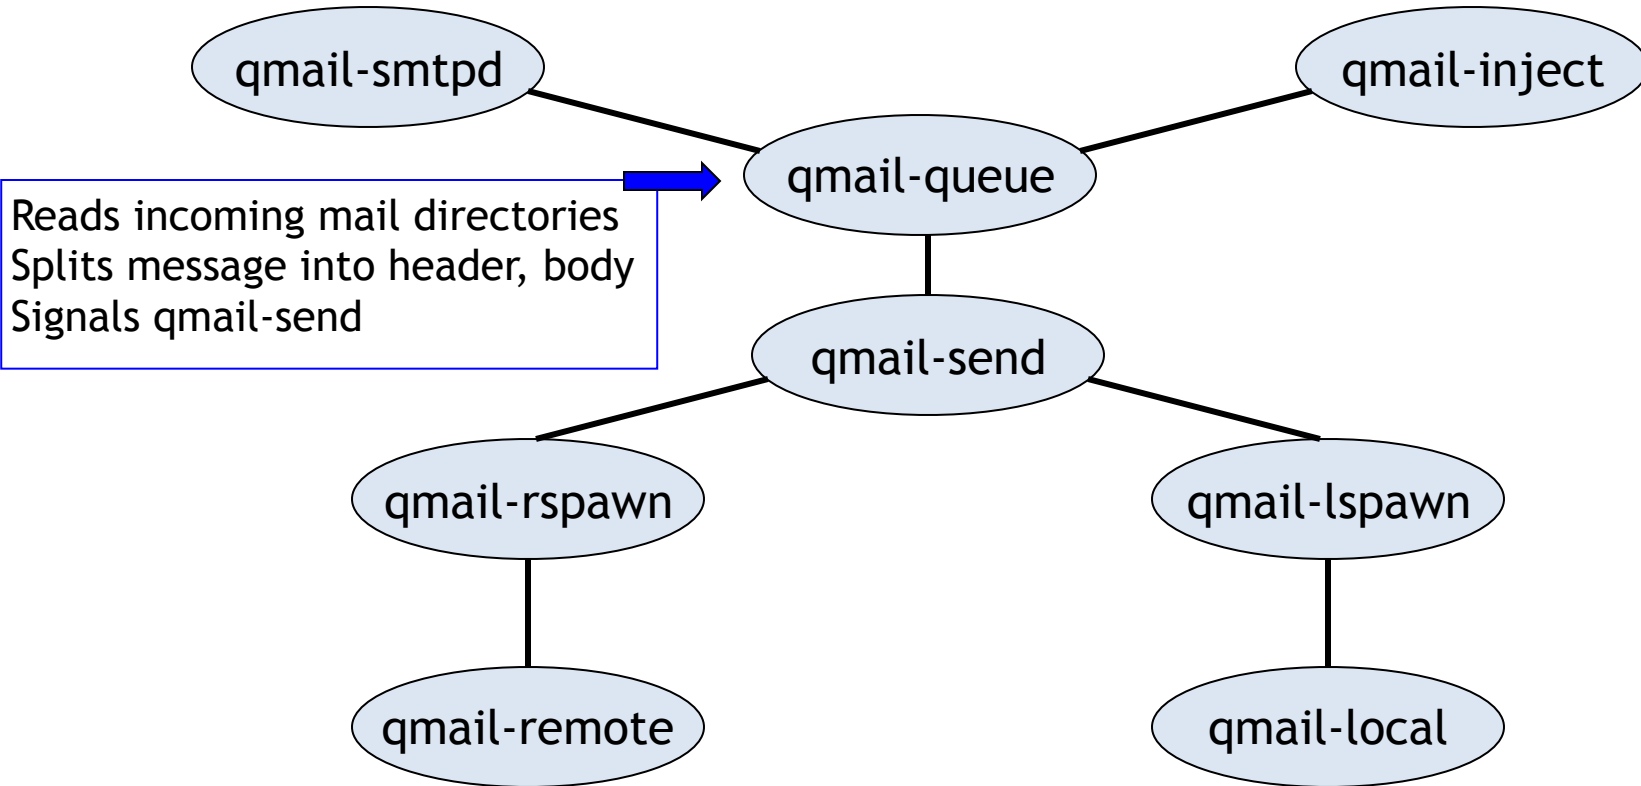 qmail-smtpd
qmail-inject
qmail-queue
Reads incoming mail directories
Splits message into header, body
Signals qmail-send
qmail-send
qmail-rspawn
qmail-lspawn
qmail-remote
qmail-local